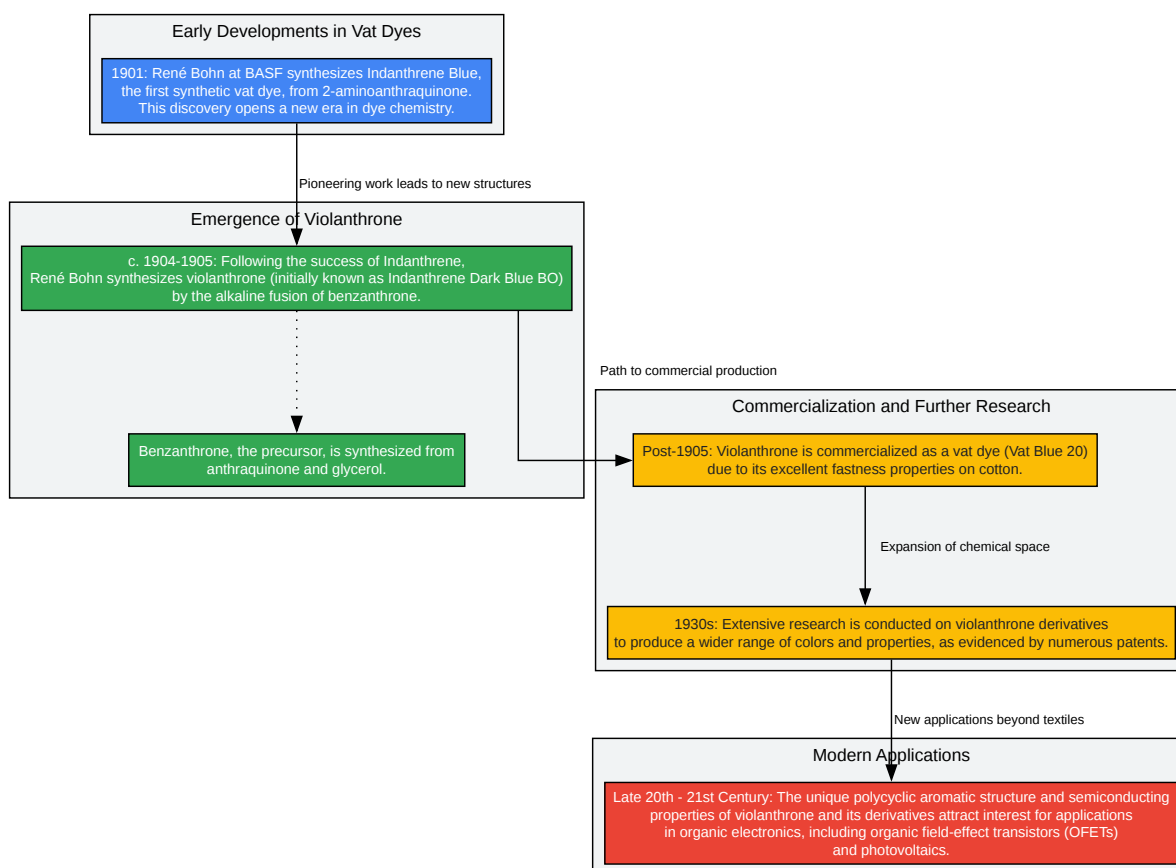 Early Developments in Vat Dyes
1901: René Bohn at BASF synthesizes Indanthrene Blue,
the first synthetic vat dye, from 2-aminoanthraquinone.
This discovery opens a new era in dye chemistry.
Pioneering work leads to new structures
Emergence of Violanthrone
c. 1904-1905: Following the success of Indanthrene,
René Bohn synthesizes violanthrone (initially known as Indanthrene Dark Blue BO)
by the alkaline fusion of benzanthrone.
Benzanthrone, the precursor, is synthesized from
anthraquinone and glycerol.
Path to commercial production
Commercialization and Further Research
Post-1905: Violanthrone is commercialized as a vat dye (Vat Blue 20)
due to its excellent fastness properties on cotton.
Expansion of chemical space
1930s: Extensive research is conducted on violanthrone derivatives
to produce a wider range of colors and properties, as evidenced by numerous patents.
New applications beyond textiles
Modern Applications
Late 20th - 21st Century: The unique polycyclic aromatic structure and semiconducting
properties of violanthrone and its derivatives attract interest for applications
in organic electronics, including organic field-effect transistors (OFETs)
and photovoltaics.